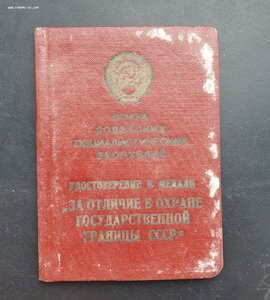 СОЮЗ
СОВЕТСКИХ
СОЦИАЛИСТИЧЕСКИХ
РЕСПУБЛИК
УДОСТОВЕРЕНИЕ К МЕДАЛИ
„ЗА ОТЛИЧИЕ В ОХРАНЕ
ГОСУДАРСТВЕННОЙ
ГРАНИЦЫ СССР“